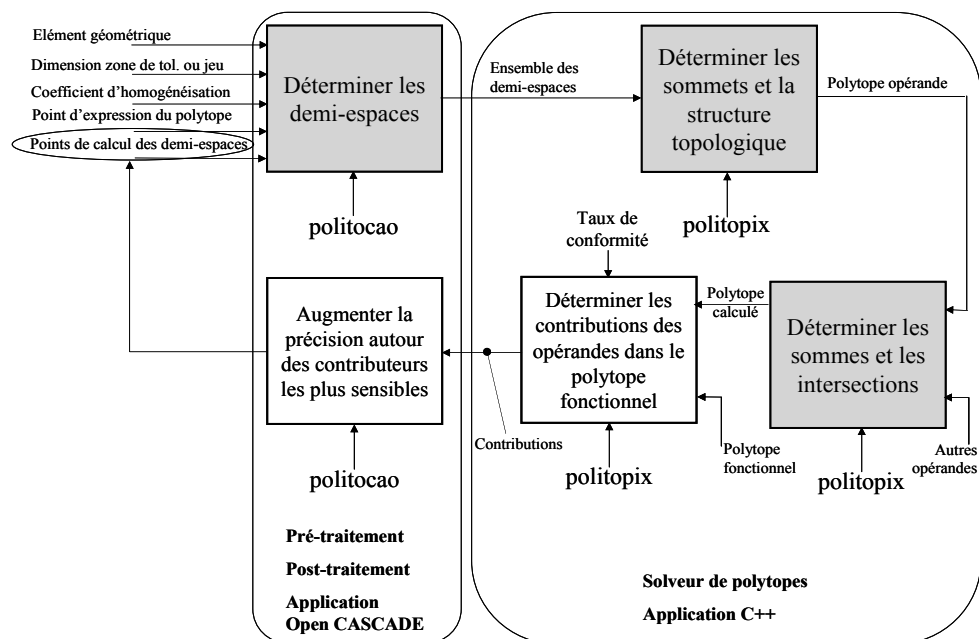 Elément géométrique
Dimension zone de tol. ou jeu
Coefficient d'homogénéisation
Point d'expression du polytope
Points de calcul des demi-espaces
Déterminer les
demi-espaces
politocao
Ensemble des
demi-espaces
Déterminer les
sommets et la
structure
topologique
politopix
Polytope opérande
Taux de
conformité
Augmenter la
précision autour
des contributeurs
les plus sensibles
politocao
Contributions
Déterminer les
contributions des
opérandes dans le
polytope
fonctionnel
politopix
Polytope
calculé
Polytope
fonctionnel
Déterminer les
sommes et les
intersections
politopix
Autres
opérandes
Pré-traitement
Post-traitement
Application
Open CASCADE
Solveur de polytopes
Application C++